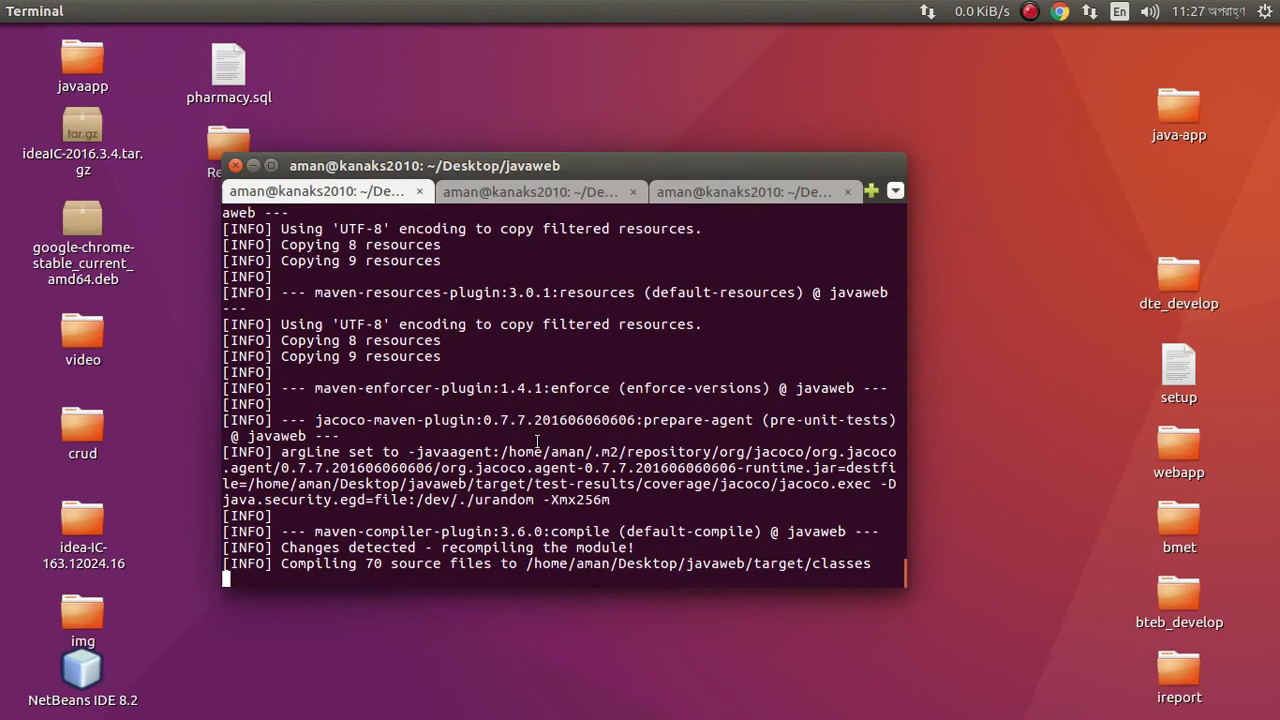 Terminal
0.0 KiB/s
En
11:27 অপরাহ্ণ
javaapp
pharmacy.sql
tar.gz
ideaIC-2016.3.4.tar.
gz
Re
google-chrome-
stable_current_
amd64.deb
video
crud
idea-IC-
163.12024.16
img
NetBeans IDE 8.2
aman@kanaks2010: ~/Desktop/javaweb
aman@kanaks2010: ~/De... × aman@kanaks2010: ~/De... × aman@kanaks2010: ~/De... ×
aweb ---
[INFO] Using 'UTF-8' encoding to copy filtered resources.
[INFO] Copying 8 resources
[INFO] Copying 9 resources
[INFO]
[INFO] --- maven-resources-plugin:3.0.1:resources (default-resources) @ javaweb
---
[INFO] Using 'UTF-8' encoding to copy filtered resources.
[INFO] Copying 8 resources
[INFO] Copying 9 resources
[INFO]
[INFO] --- maven-enforcer-plugin:1.4.1:enforce (enforce-versions) @ javaweb ---
[INFO]
[INFO] --- jacoco-maven-plugin:0.7.7.201606060606:prepare-agent (pre-unit-tests)
@ javaweb ---
[INFO] argLine set to -javaagent:/home/aman/.m2/repository/org/jacoco/org.jacoco
.agent/0.7.7.201606060606/org.jacoco.agent-0.7.7.201606060606-runtime.jar=destfi
le=/home/aman/Desktop/javaweb/target/test-results/coverage/jacoco/jacoco.exec -D
java.security.egd=file:/dev/./urandom -Xmx256m
[INFO]
[INFO] --- maven-compiler-plugin:3.6.0:compile (default-compile) @ javaweb ---
[INFO] Changes detected - recompiling the module!
[INFO] Compiling 70 source files to /home/aman/Desktop/javaweb/target/classes
java-app
dte_develop
setup
webapp
bmet
bteb_develop
ireport